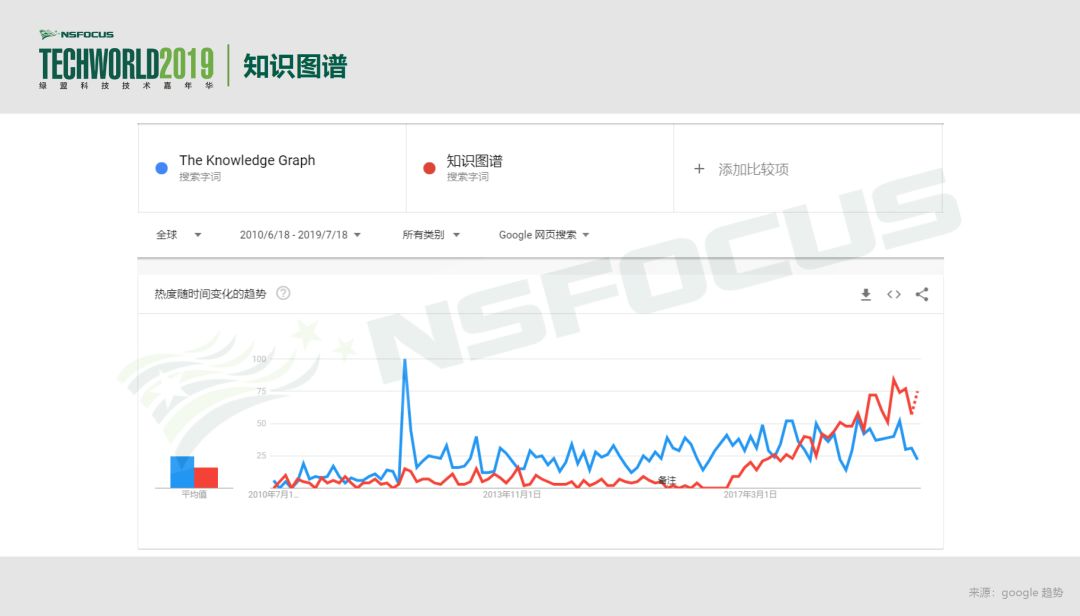 NSFOCUS
TECHWORLD2019
绿盟科技技术嘉年华
知识图谱
The Knowledge Graph
搜索字词
知识图谱
搜索字词
+ 添加比较项
全球
2010/6/18 - 2019/7/18
所有类别
Google 网页搜索
热度随时间变化的趋势 ?
NSFOCUS
100
75
50
25
备注
平均值
2010年7月1...
2013年11月1日
2017年3月1日
来源：google 趋势